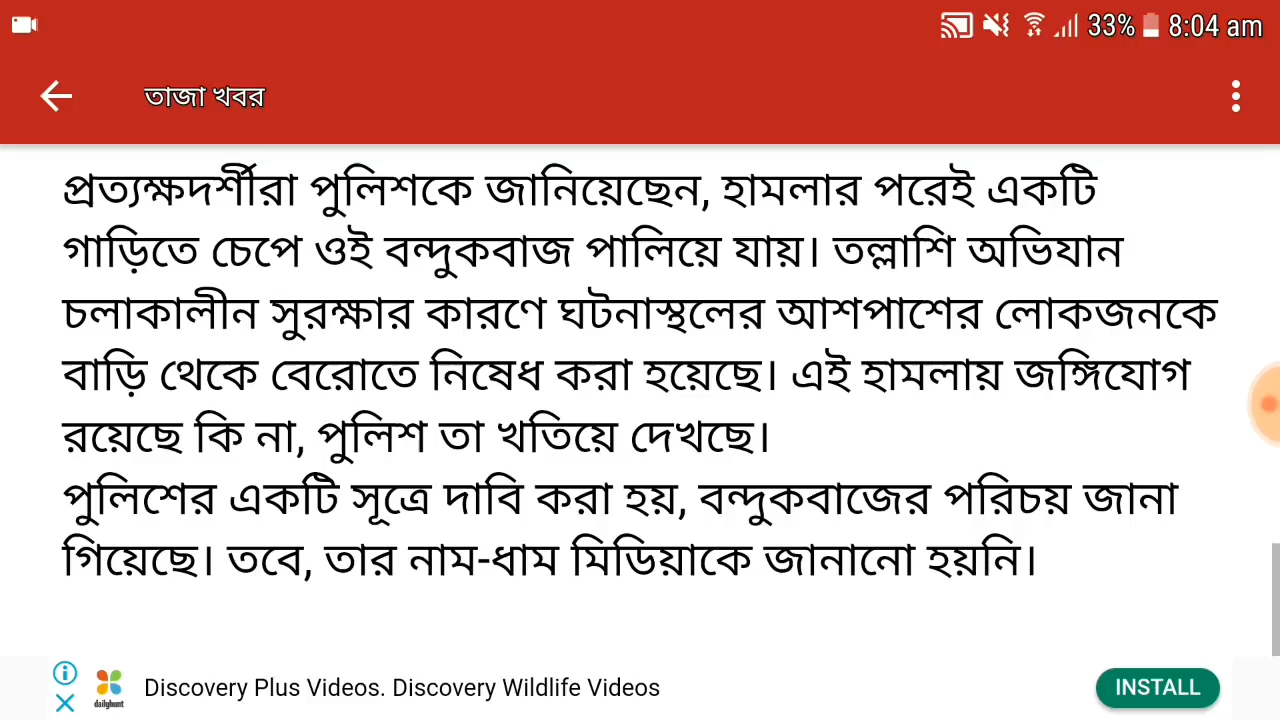 33% 8:04 am
তাজা খবর
প্রত্যক্ষদর্শীরা পুলিশকে জানিয়েছেন, হামলার পরেই একটি
গাড়িতে চেপে ওই বন্দুকবাজ পালিয়ে যায়। তল্লাশি অভিযান
চলাকালীন সুরক্ষার কারণে ঘটনাস্থলের আশপাশের লোকজনকে
বাড়ি থেকে বেরোতে নিষেধ করা হয়েছে। এই হামলায় জঙ্গিযোগ
রয়েছে কি না, পুলিশ তা খতিয়ে দেখছে।
পুলিশের একটি সূত্রে দাবি করা হয়, বন্দুকবাজের পরিচয় জানা
গিয়েছে। তবে, তার নাম-ধাম মিডিয়াকে জানানো হয়নি।
dailyhunt Discovery Plus Videos. Discovery Wildlife Videos INSTALL